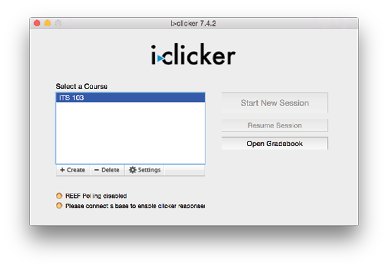 i>clicker 7.4.2
i>clicker
Select a Course
ITS 103
Start New Session
Resume Session
Open Gradebook
+ Create
− Delete
Settings
REEF Polling disabled
Please connect a base to enable clicker responses